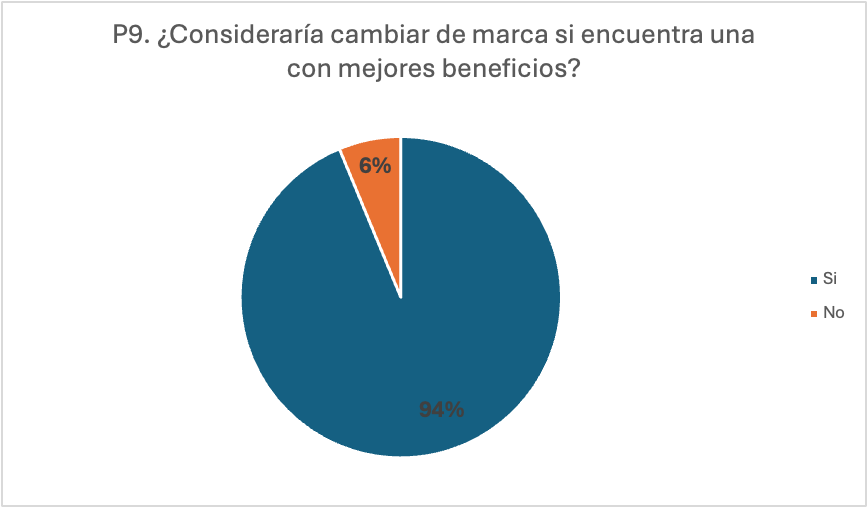 P9. ¿Consideraría cambiar de marca si encuentra una
con mejores beneficios?
6%
94%
Si
No